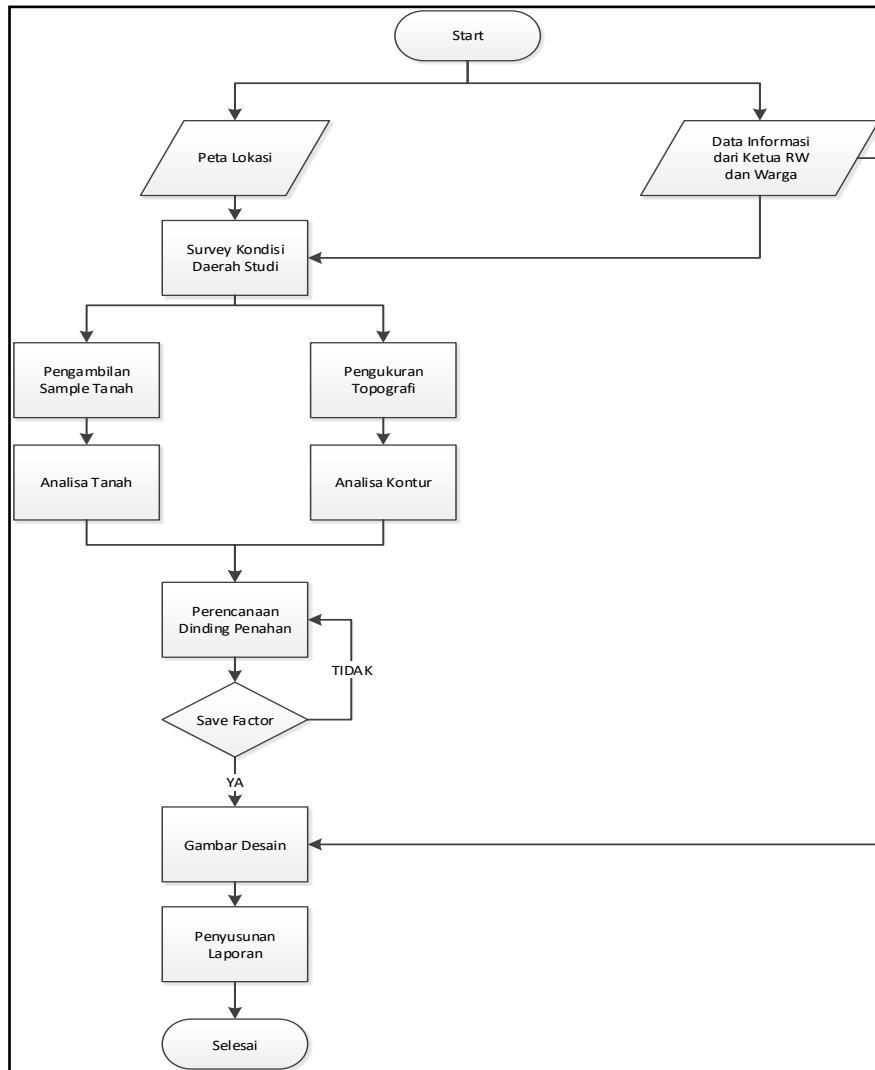 Start
Peta Lokasi
Data Informasi
dari Ketua RW
dan Warga
Survey Kondisi
Daerah Studi
Pengambilan
Sample Tanah
Pengukuran
Topografi
Analisa Tanah
Analisa Kontur
Perencanaan
Dinding Penahan
TIDAK
Save Factor
YA
Gambar Desain
Penyusunan
Laporan
Selesai